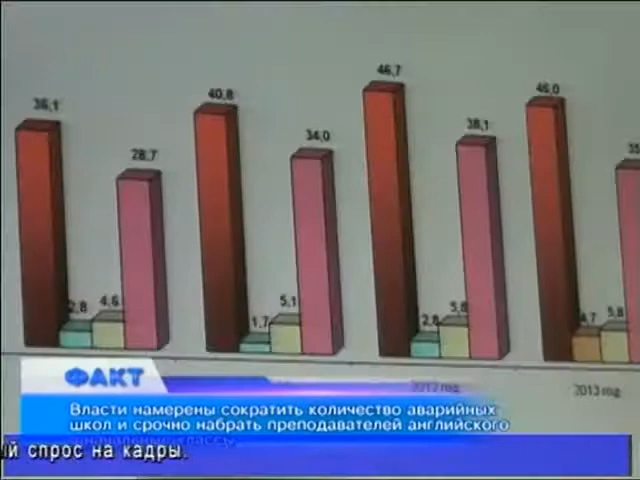 46,7
40,8
46,0
36,1
38,1
34,0
28,7
35
2,8
4,6
1,7
5,1
5,8
4,7
5,8
2012 год
2013 год
ФАКТ
Власти намерены сократить количество аварийных
школ и срочно набрать преподавателей английского
ый спрос на кадры.